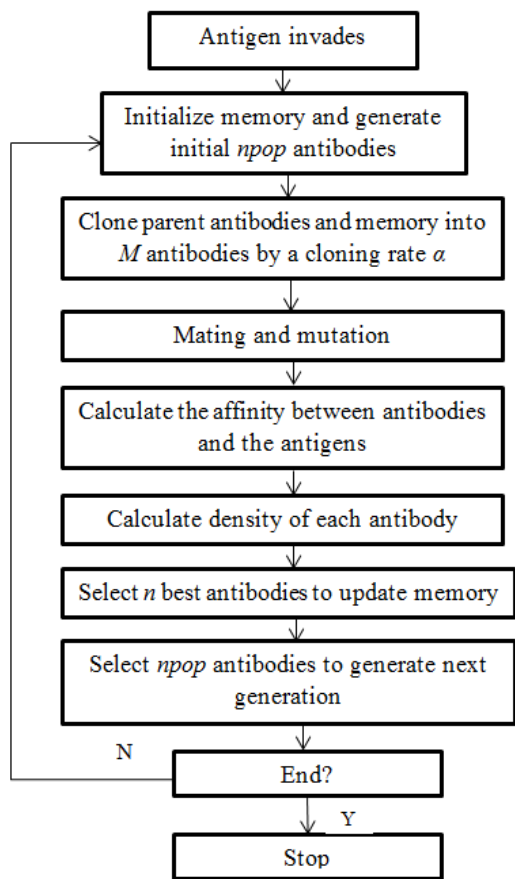 Antigen invades
Initialize memory and generate
initial npop antibodies
Clone parent antibodies and memory into
M antibodies by a cloning rate α
Mating and mutation
Calculate the affinity between antibodies
and the antigens
Calculate density of each antibody
Select n best antibodies to update memory
Select npop antibodies to generate next
generation
N
End?
Y
Stop